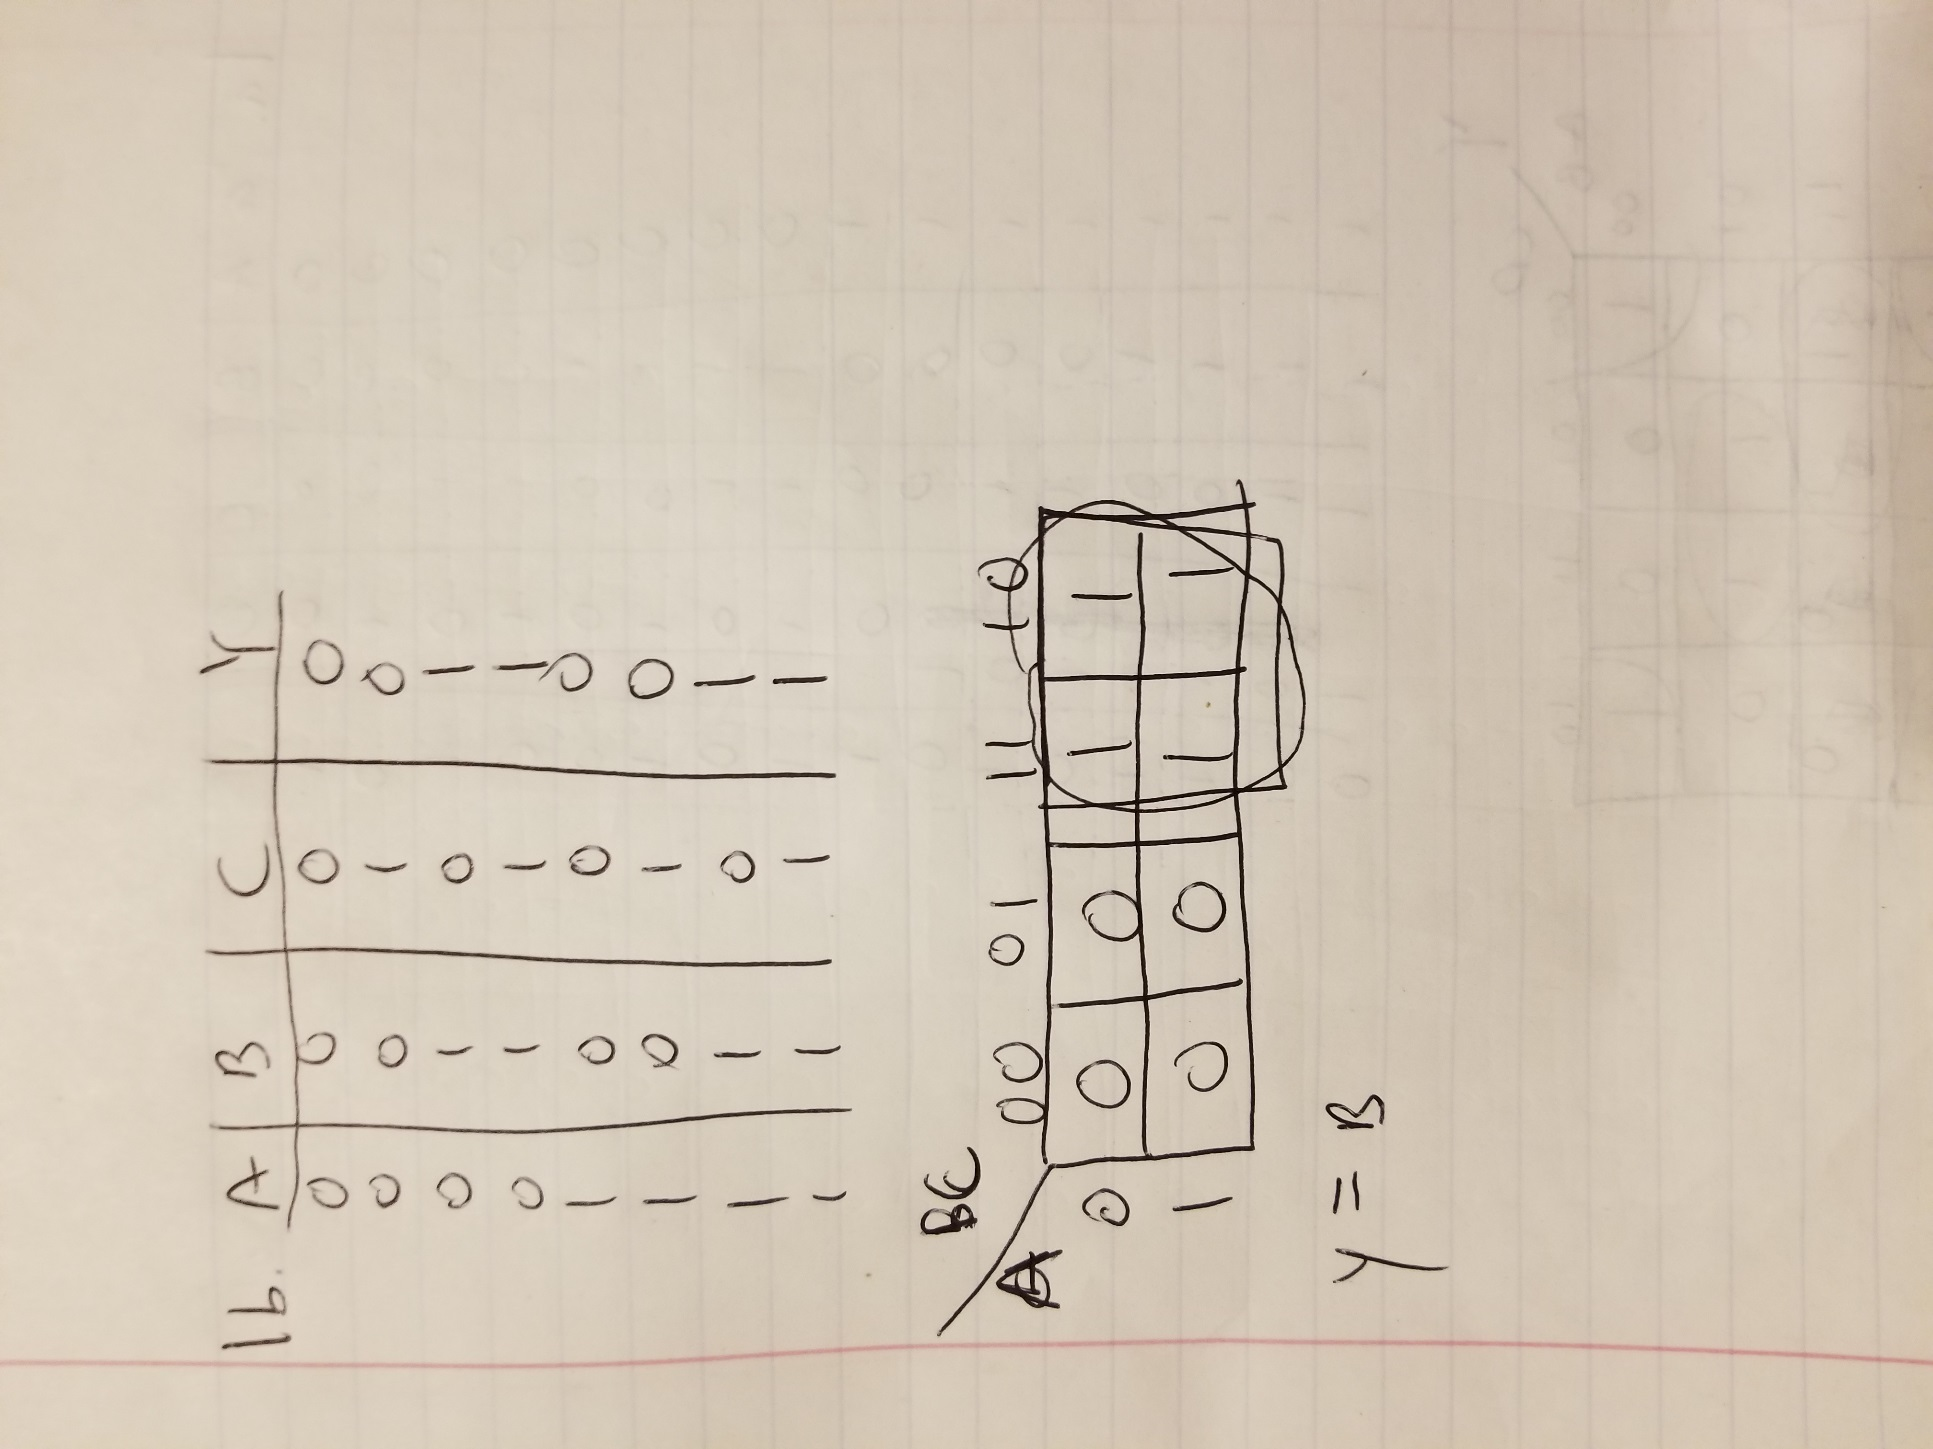 1b. A B C Y
0 0 0 0
0 0 1 0
0 1 0 1
0 1 1 1
1 0 0 0
1 0 1 0
1 1 0 1
1 1 1 1
BC
A 00 01 11 10
0 0 0 1 1
1 0 0 1 1
Y = B